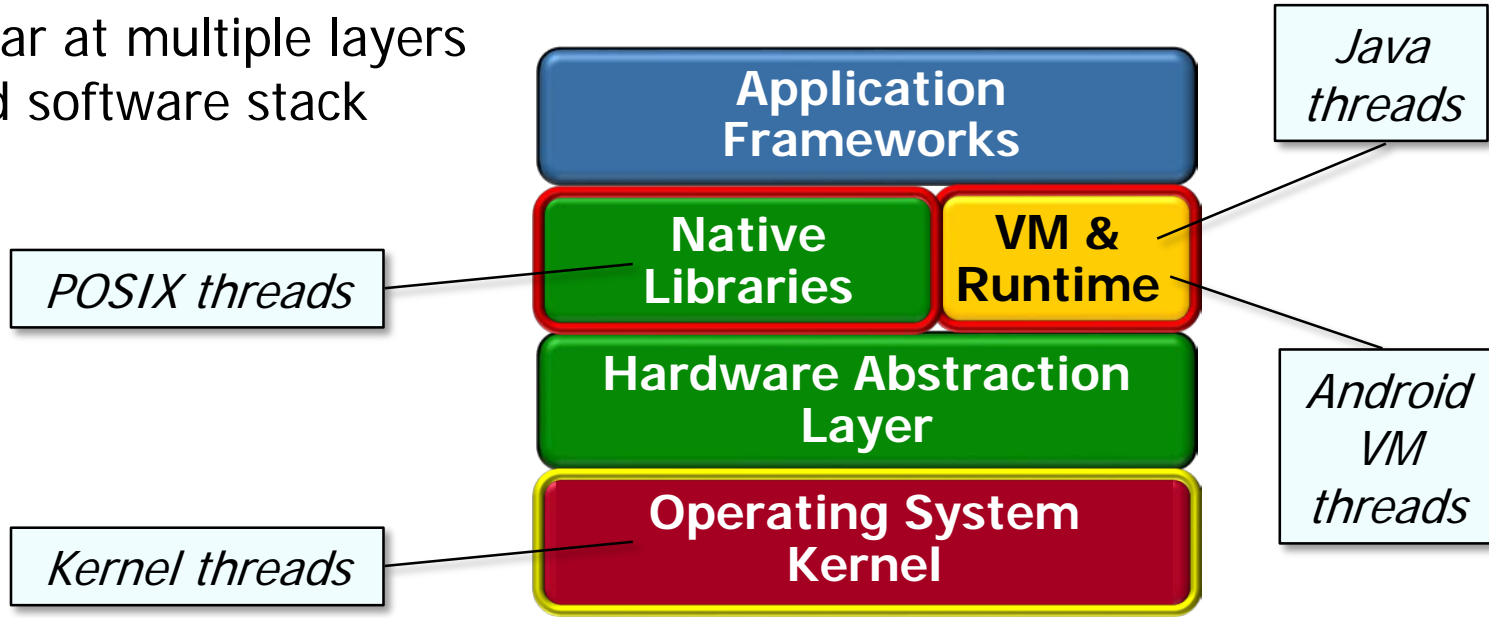 ar at multiple layers
d software stack
Application
Frameworks
Java
threads
Native
Libraries
VM &
Runtime
POSIX threads
Hardware Abstraction
Layer
Android
VM
threads
Operating System
Kernel
Kernel threads